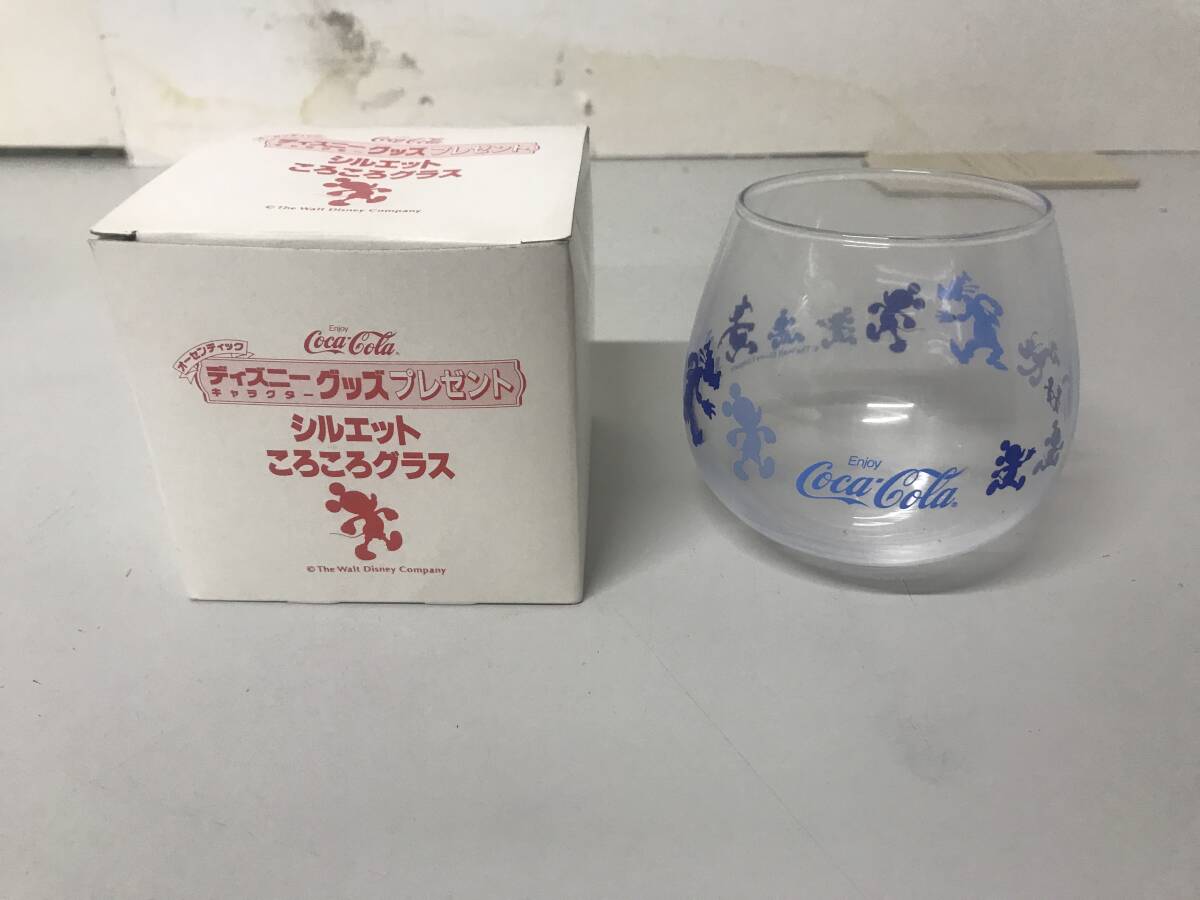 Coca-Cola
ディズニー グッズプレゼント
シルエット
ころころグラス
© The Walt Disney Company
Enjoy
Coca-Cola
オーセンティック
ディズニー グッズプレゼント
キャラクター
シルエット
ころころグラス
© The Walt Disney Company
Enjoy
Coca-Cola